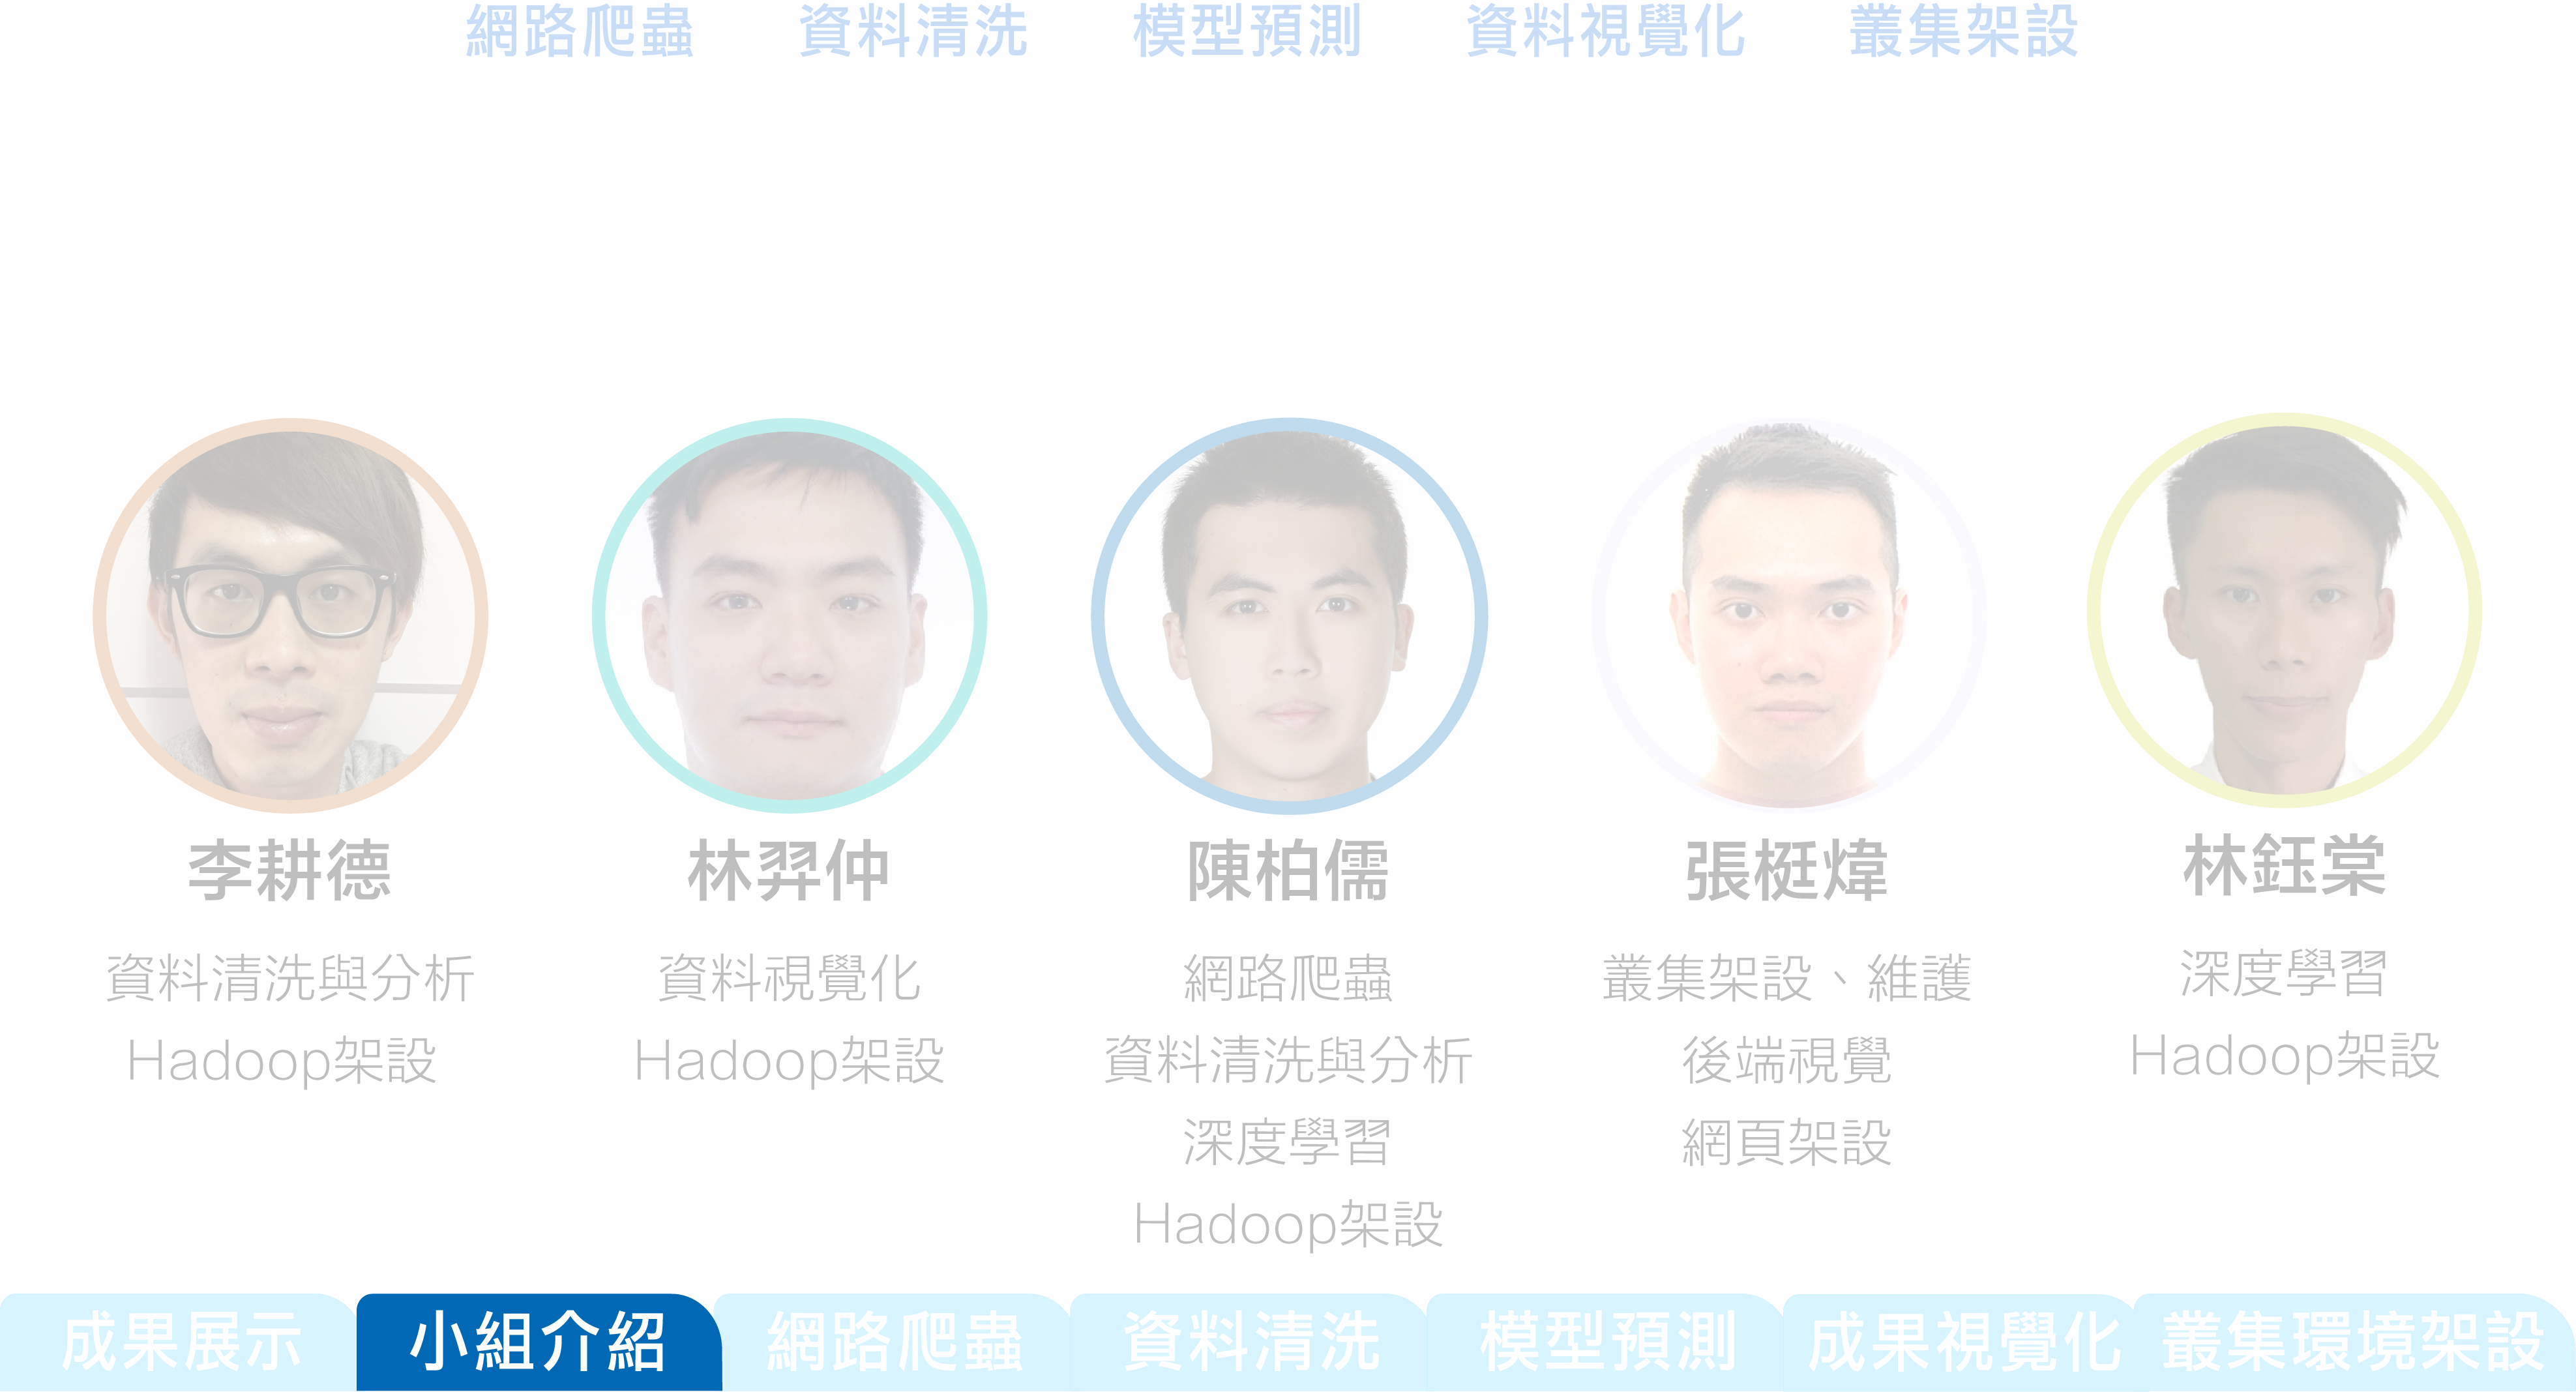 網路爬蟲 資料清洗 模型預測 資料視覺化 叢集架設
李耕德
資料清洗與分析
Hadoop架設
林羿仲
資料視覺化
Hadoop架設
陳柏儒
網路爬蟲
資料清洗與分析
深度學習
Hadoop架設
張梃煒
叢集架設、維護
後端視覺
網頁架設
林鈺棠
深度學習
Hadoop架設
成果展示 小組介紹 網路爬蟲 資料清洗 模型預測 成果視覺化 叢集環境架設